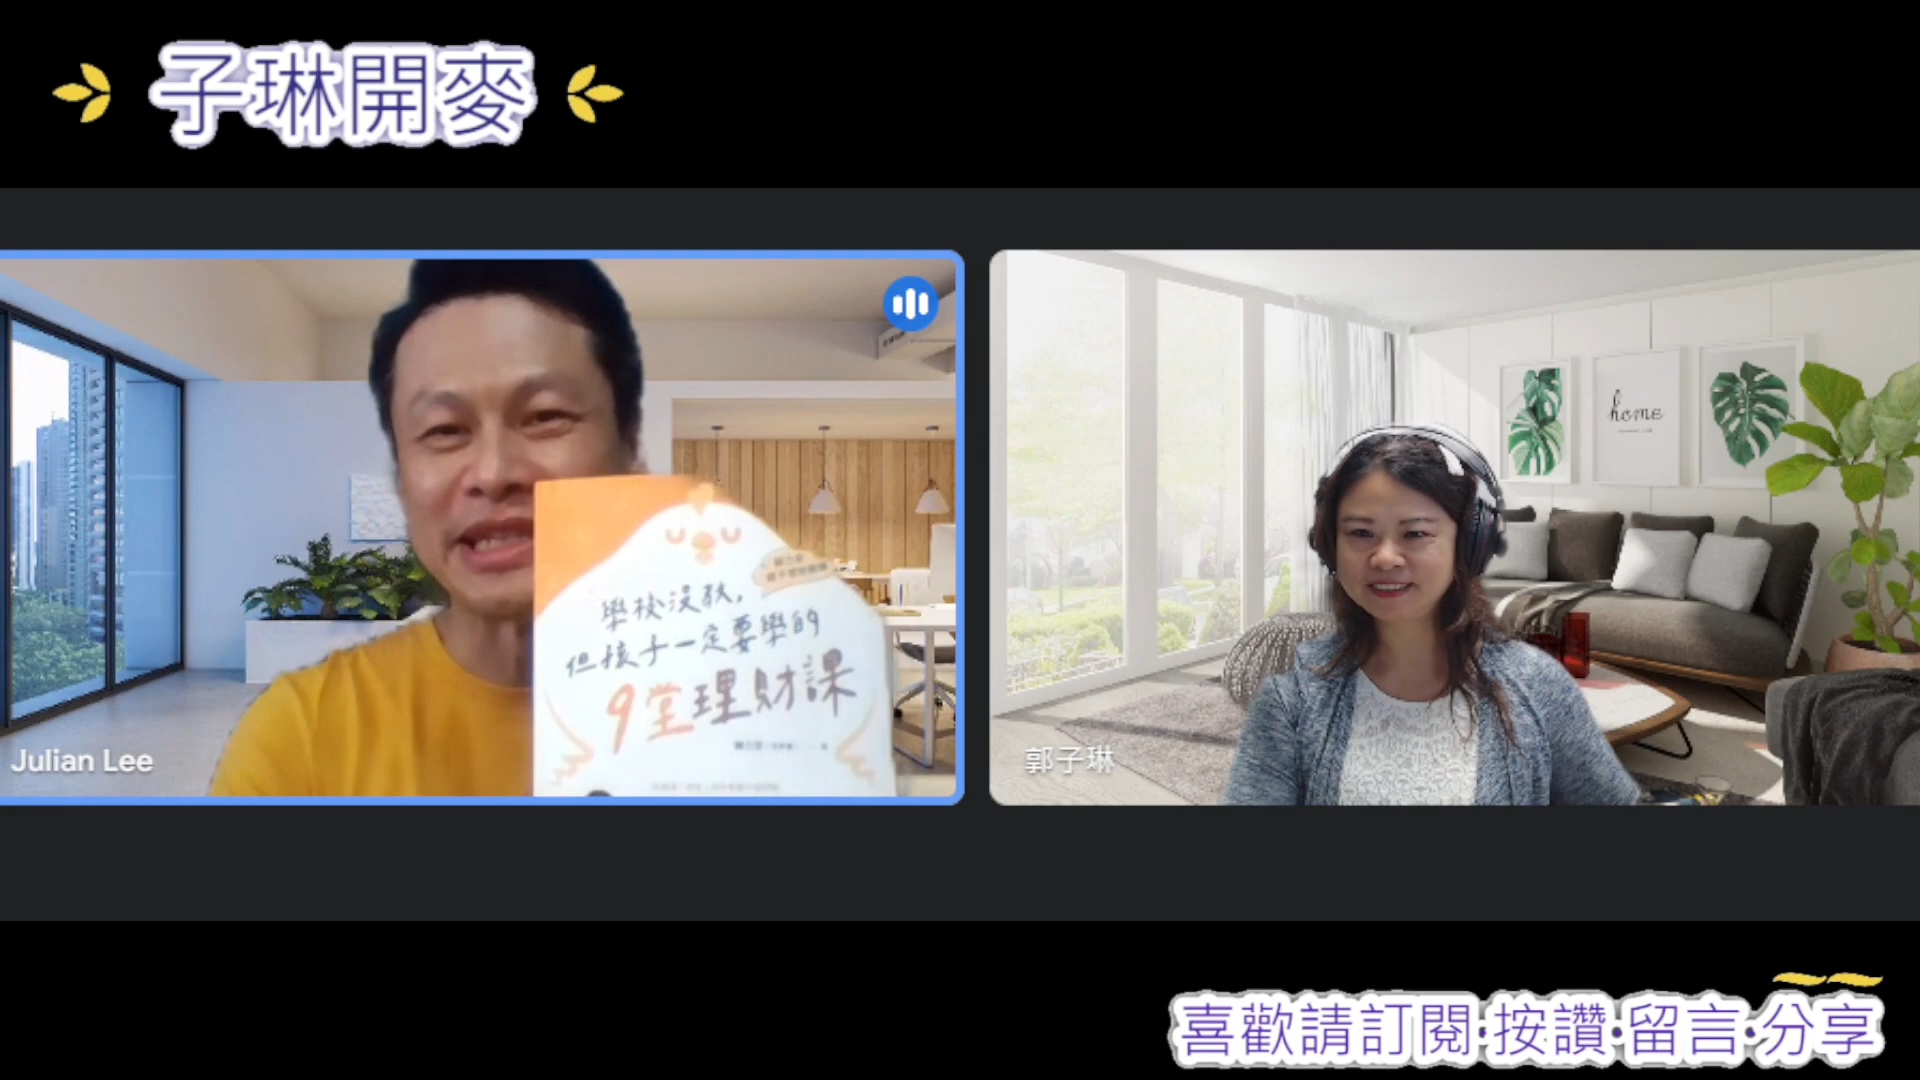 子琳開麥
home
學校沒教,
但孩子一定要學的
9堂理財課
Julian Lee
郭子琳
喜歡請訂閱·按讚·留言·分享